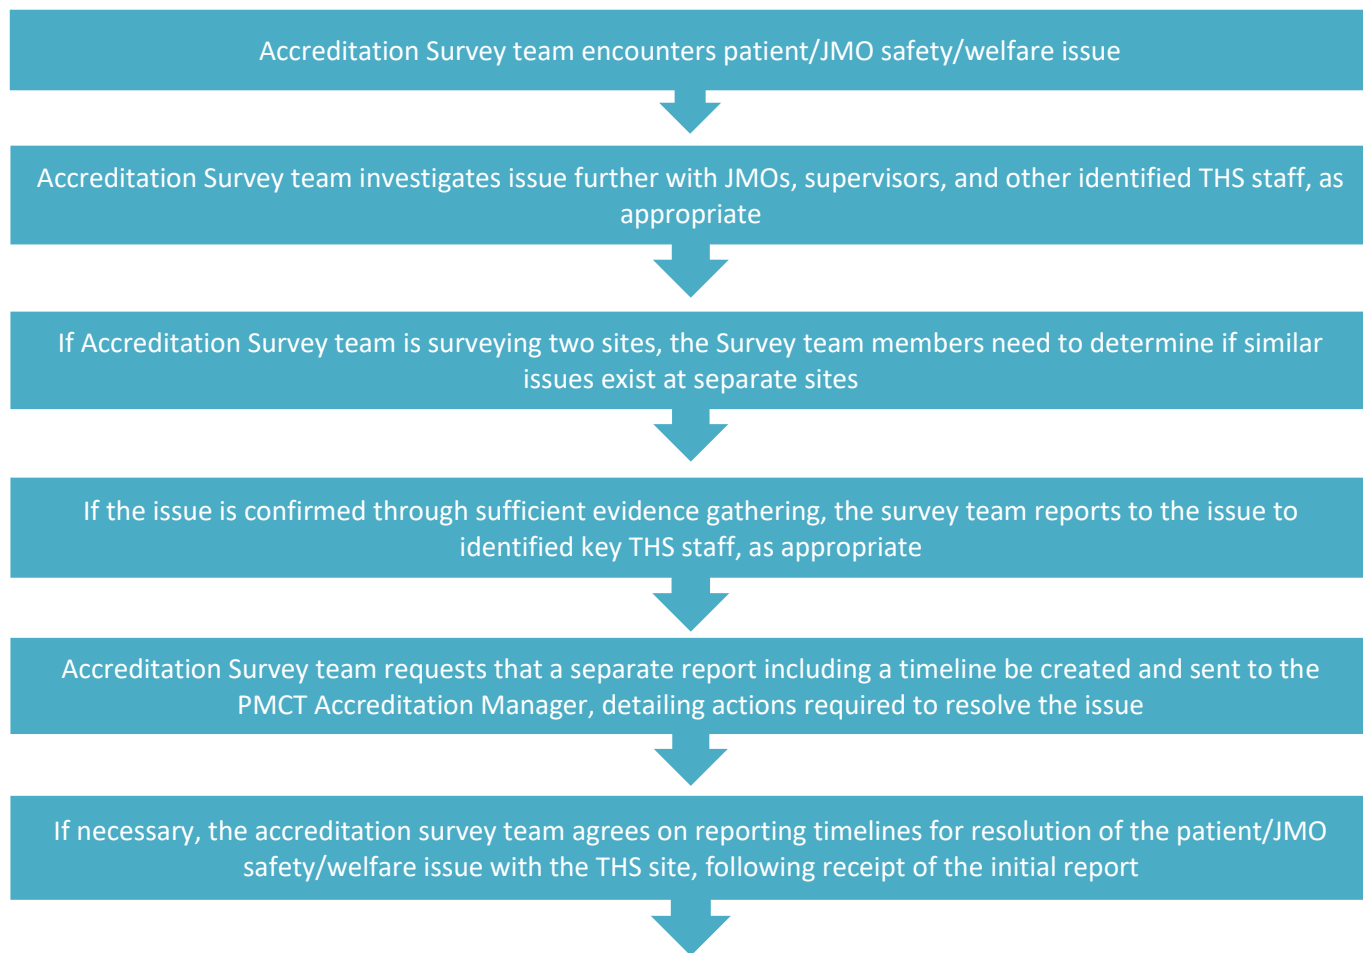 Accreditation Survey team encounters patient/JMO safety/welfare issue
Accreditation Survey team investigates issue further with JMOs, supervisors, and other identified THS staff, as
appropriate
If Accreditation Survey team is surveying two sites, the Survey team members need to determine if similar
issues exist at separate sites
If the issue is confirmed through sufficient evidence gathering, the survey team reports to the issue to
identified key THS staff, as appropriate
Accreditation Survey team requests that a separate report including a timeline be created and sent to the
PMCT Accreditation Manager, detailing actions required to resolve the issue
If necessary, the accreditation survey team agrees on reporting timelines for resolution of the patient/JMO
safety/welfare issue with the THS site, following receipt of the initial report